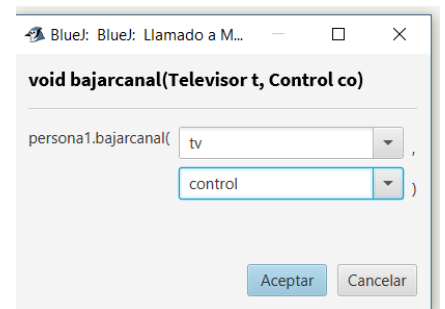 BlueJ: BlueJ: Llamado a M...
void bajarcanal(Televisor t, Control co)
persona1.bajarcanal( tv ,
control )
Aceptar Cancelar